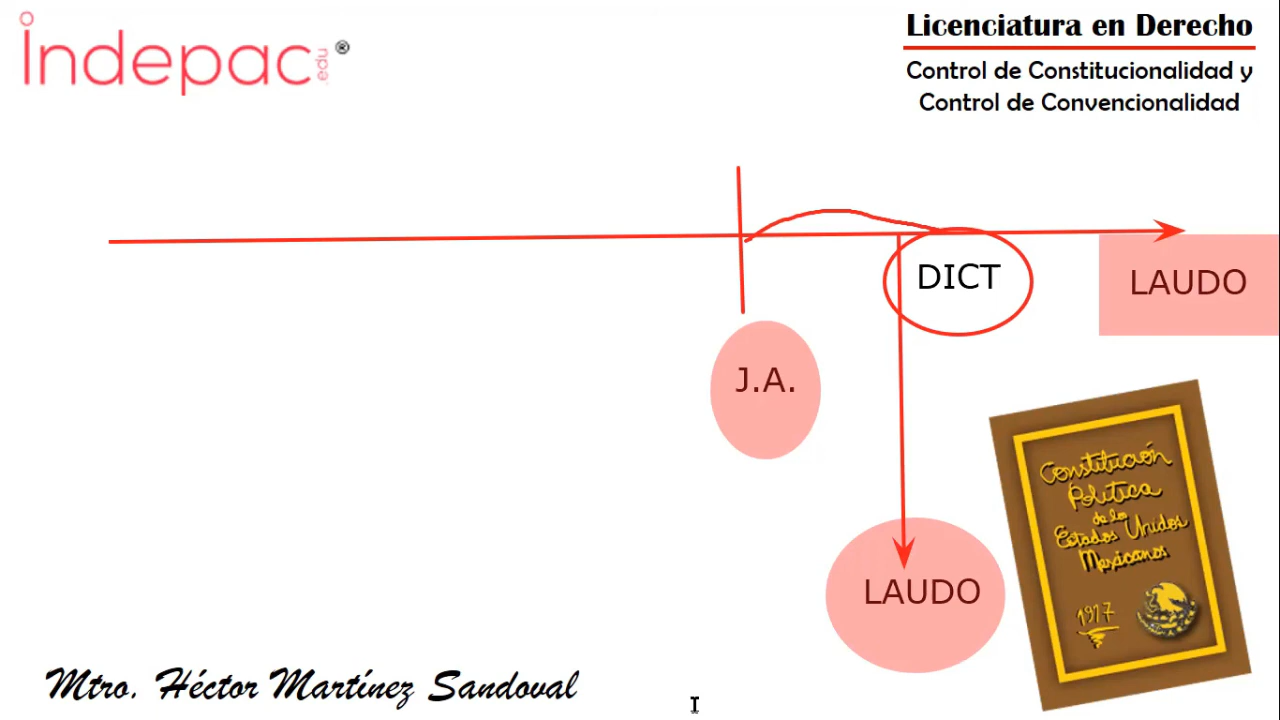 indepac.edu®
Licenciatura en Derecho
Control de Constitucionalidad y
Control de Convencionalidad
DICT
LAUDO
J.A.
LAUDO
Constitución
Política
de los
Estados Unidos
Mexicanos
1917
Mtro. Héctor Martínez Sandoval